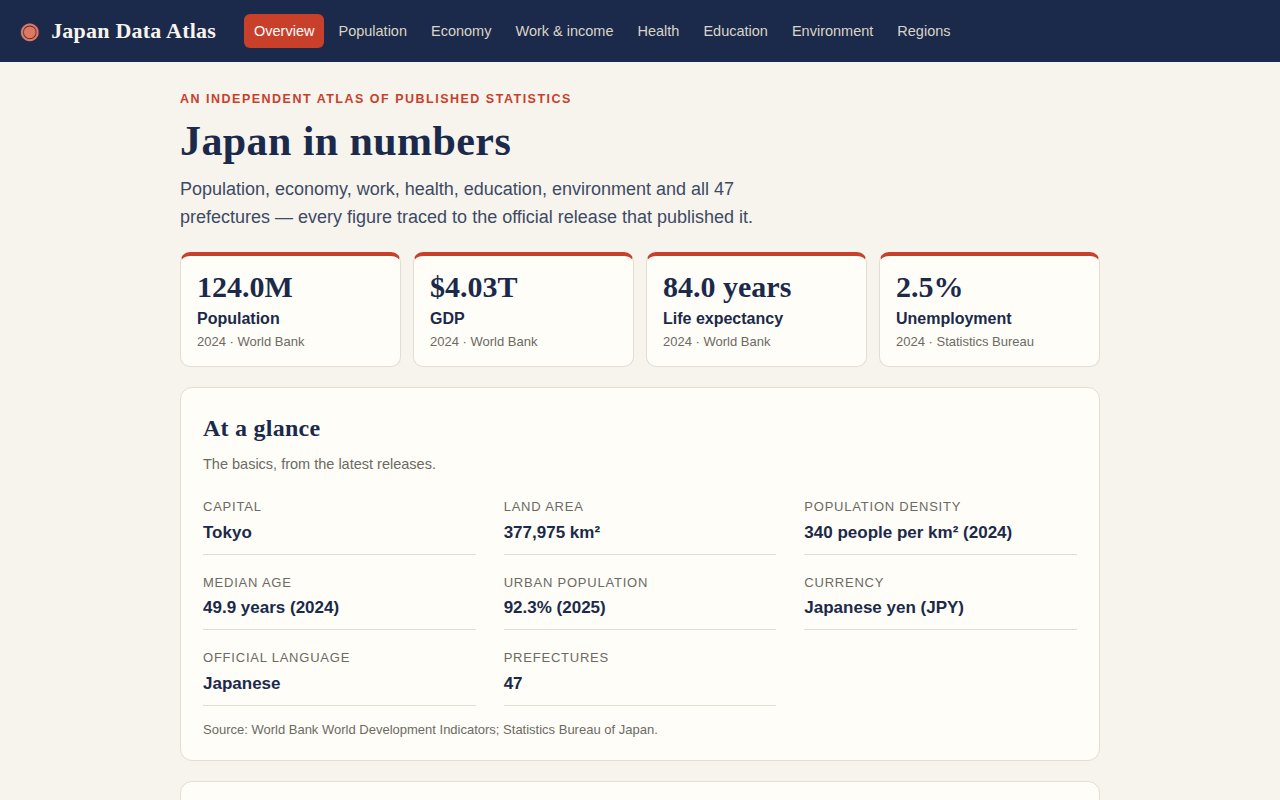 Japan Data Atlas
Overview
Population
Economy
Work & income
Health
Education
Environment
Regions
AN INDEPENDENT ATLAS OF PUBLISHED STATISTICS
Japan in numbers
Population, economy, work, health, education, environment and all 47
prefectures — every figure traced to the official release that published it.
124.0M
Population
2024 · World Bank
$4.03T
GDP
2024 · World Bank
84.0 years
Life expectancy
2024 · World Bank
2.5%
Unemployment
2024 · Statistics Bureau
At a glance
The basics, from the latest releases.
CAPITAL
Tokyo
LAND AREA
377,975 km²
POPULATION DENSITY
340 people per km² (2024)
MEDIAN AGE
49.9 years (2024)
URBAN POPULATION
92.3% (2025)
CURRENCY
Japanese yen (JPY)
OFFICIAL LANGUAGE
Japanese
PREFECTURES
47
Source: World Bank World Development Indicators; Statistics Bureau of Japan.